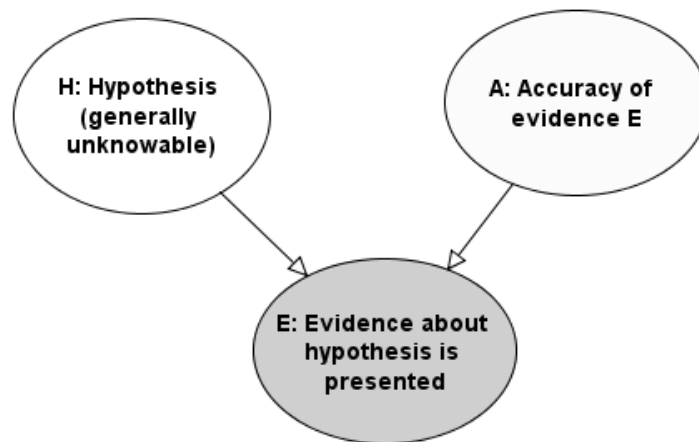 H: Hypothesis
(generally
unknowable)
A: Accuracy of
evidence E
E: Evidence about
hypothesis is
presented